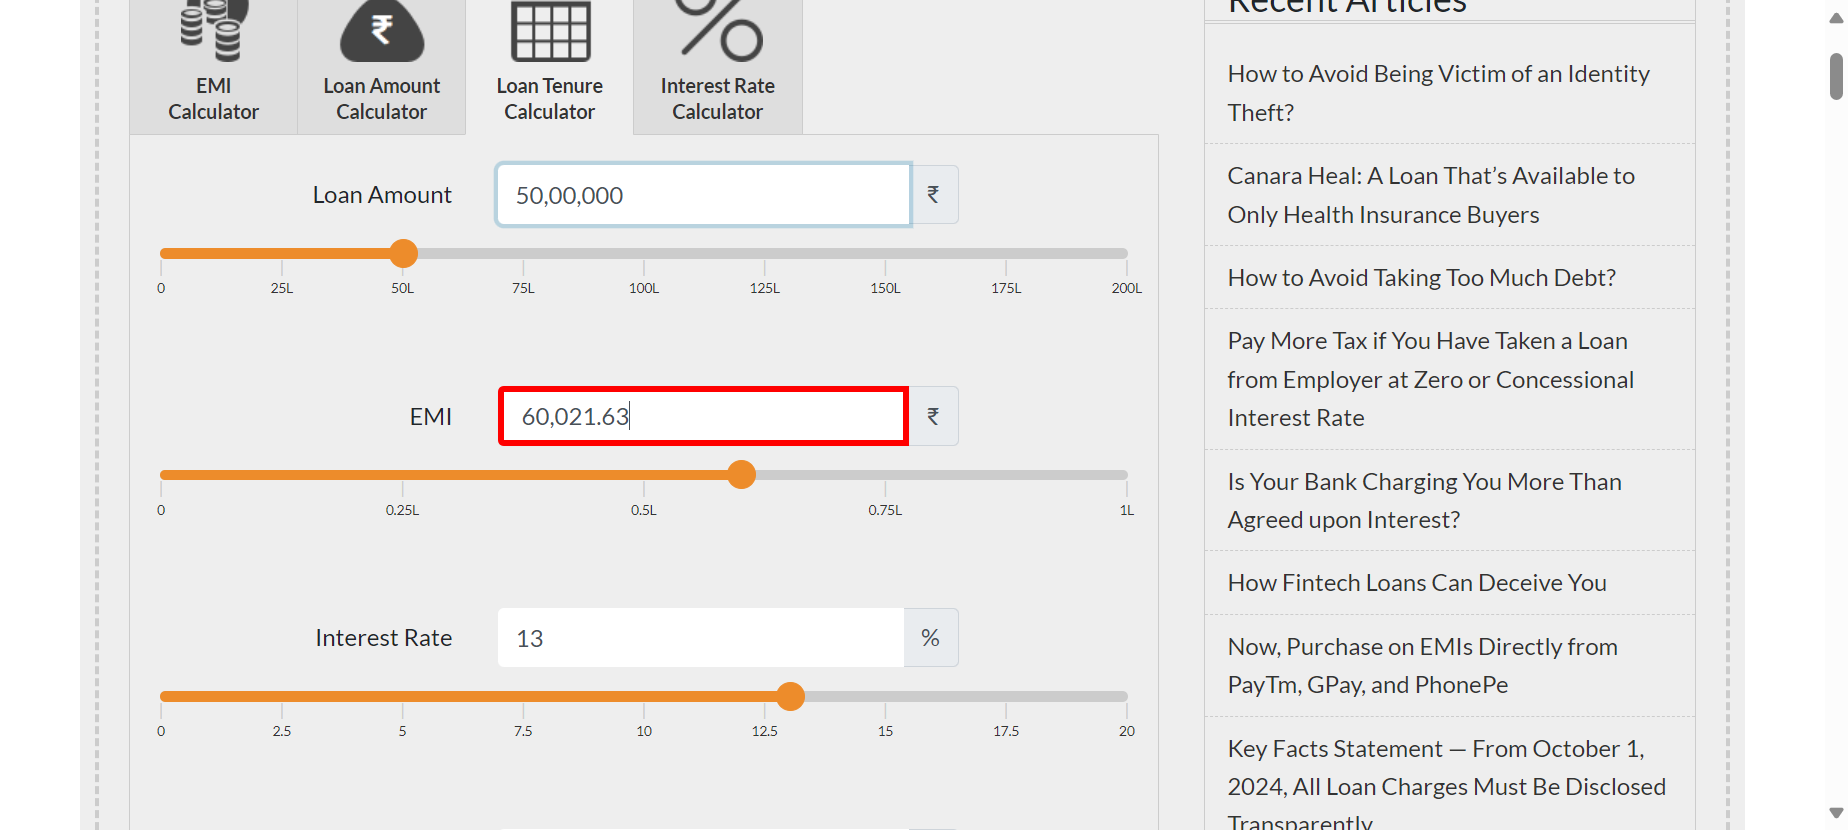 EMI
Calculator
₹
Loan Amount
Calculator
Loan Tenure
Calculator
Interest Rate
Calculator
Loan Amount
50,00,000
₹
0
25L
50L
75L
100L
125L
150L
175L
200L
EMI
60,021.63
₹
0
0.25L
0.5L
0.75L
1L
Interest Rate
13
%
0
2.5
5
7.5
10
12.5
15
17.5
20
Recent Articles
How to Avoid Being Victim of an Identity
Theft?
Canara Heal: A Loan That’s Available to
Only Health Insurance Buyers
How to Avoid Taking Too Much Debt?
Pay More Tax if You Have Taken a Loan
from Employer at Zero or Concessional
Interest Rate
Is Your Bank Charging You More Than
Agreed upon Interest?
How Fintech Loans Can Deceive You
Now, Purchase on EMIs Directly from
PayTm, GPay, and PhonePe
Key Facts Statement — From October 1,
2024, All Loan Charges Must Be Disclosed
Transparently